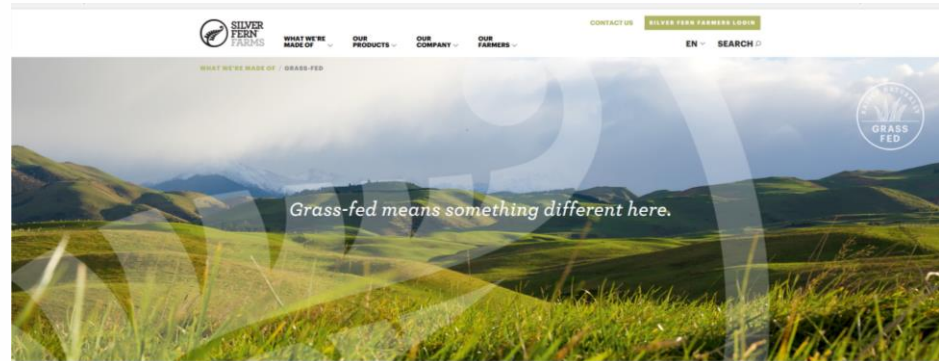 CONTACT US
SILVER FERN FARMERS LOGIN
SILVER
FERN
FARMS
WHAT WE'RE
MADE OF
OUR
PRODUCTS
OUR
COMPANY
OUR
FARMERS
EN
SEARCH
WHAT WE'RE MADE OF / GRASS-FED
GRASS
FED
Grass-fed means something different here.